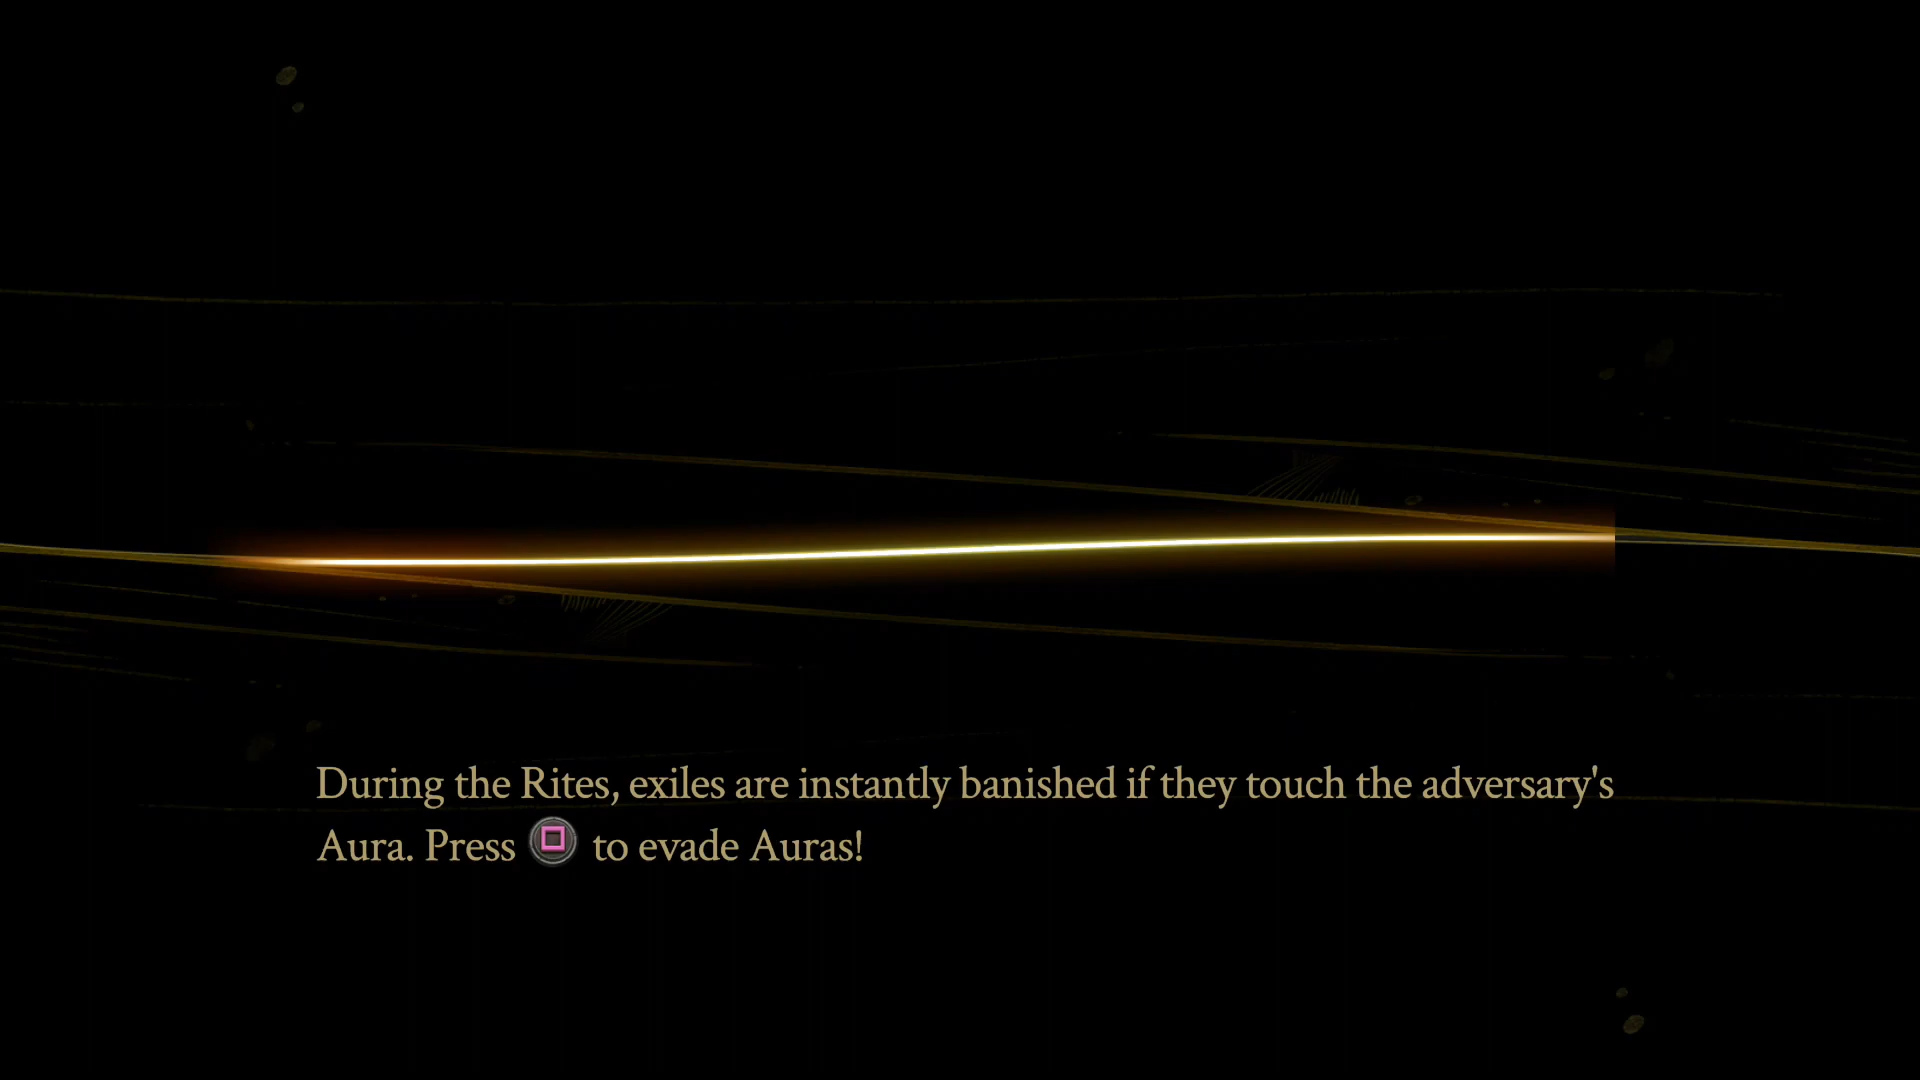 During the Rites, exiles are instantly banished if they touch the adversary's
Aura. Press to evade Auras!